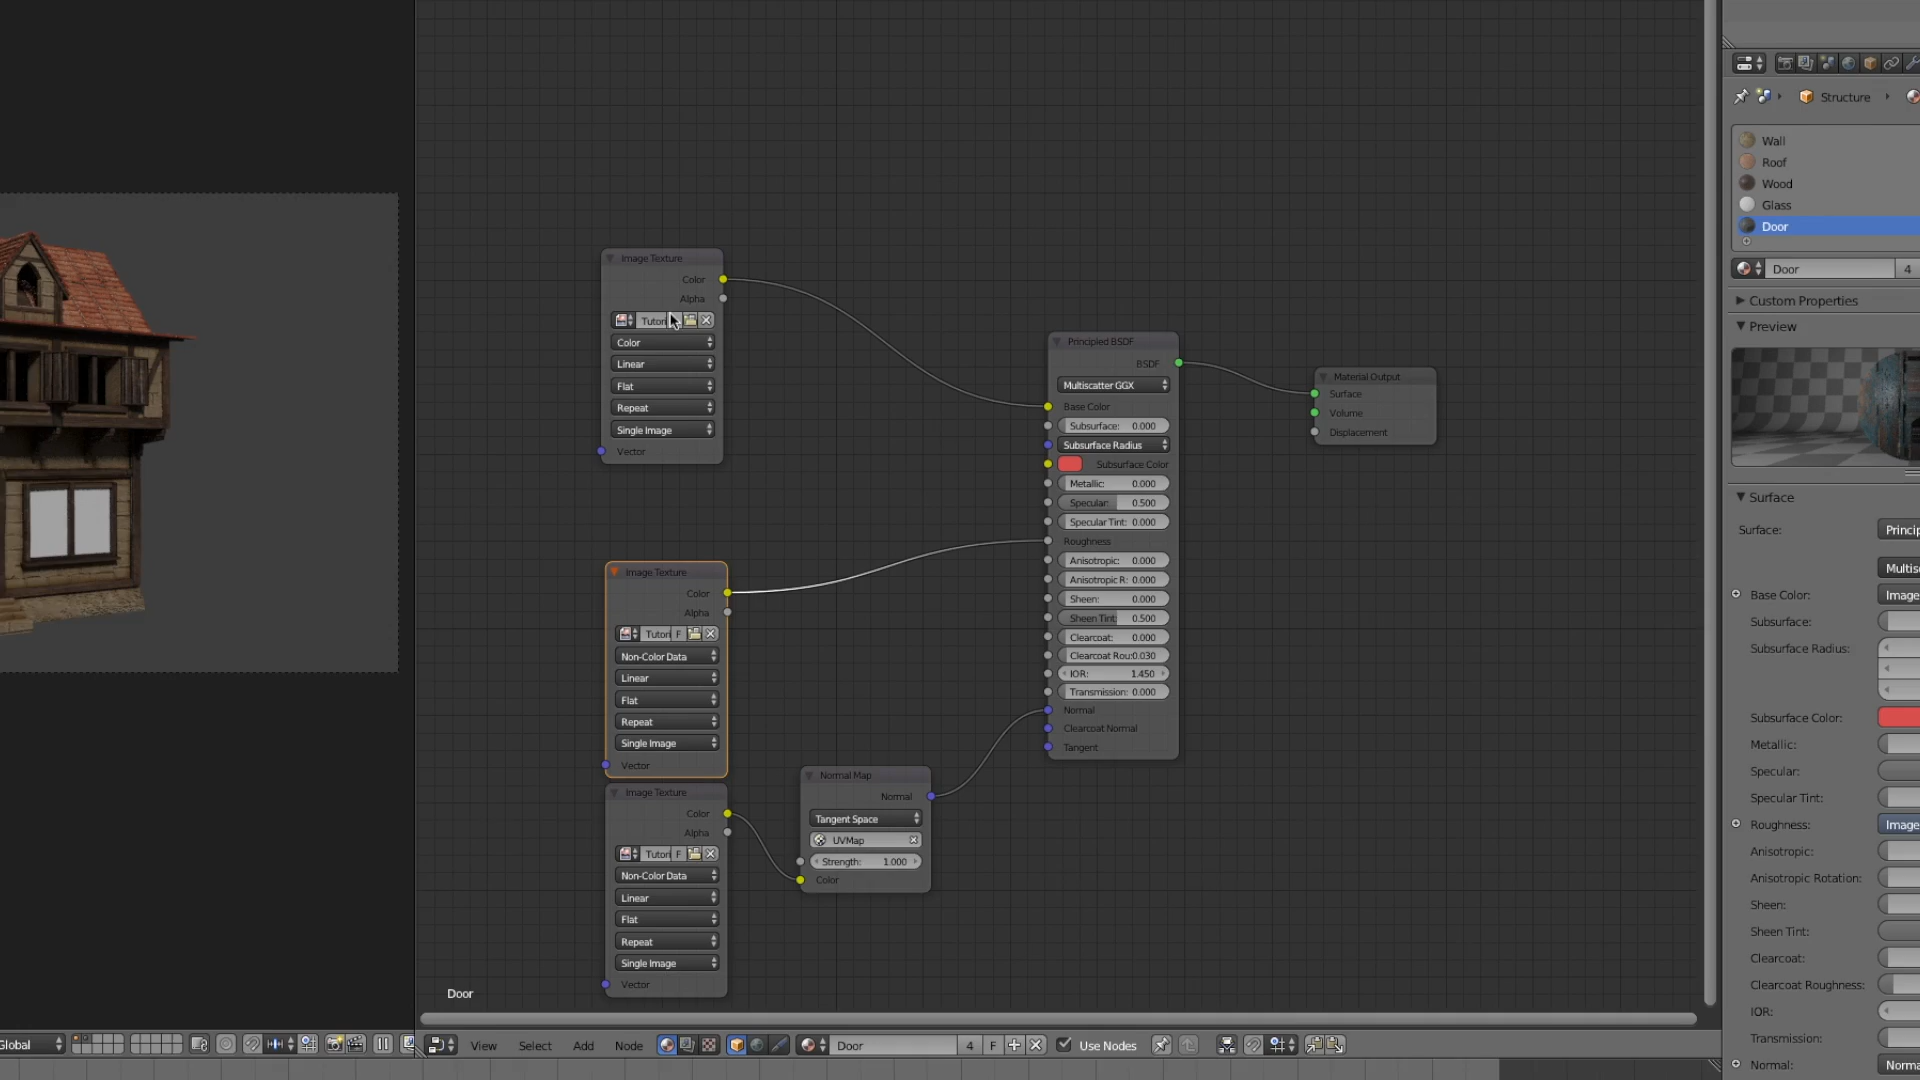 Image Texture
Color
Alpha
Tutori
Color
Linear
Flat
Repeat
Single Image
Vector
Image Texture
Color
Alpha
Tutori F
Non-Color Data
Linear
Flat
Repeat
Single Image
Vector
Image Texture
Color
Alpha
Tutori F
Non-Color Data
Linear
Flat
Repeat
Single Image
Vector
Normal Map
Normal
Tangent Space
UVMap
Strength: 1.000
Color
Principled BSDF
BSDF
Multiscatter GGX
Base Color
Subsurface: 0.000
Subsurface Radius
Subsurface Color
Metallic: 0.000
Specular: 0.500
Specular Tint: 0.000
Roughness
Anisotropic: 0.000
Anisotropic R: 0.000
Sheen: 0.000
Sheen Tint: 0.500
Clearcoat: 0.000
Clearcoat Rou:0.030
IOR: 1.450
Transmission: 0.000
Normal
Clearcoat Normal
Tangent
Material Output
Surface
Volume
Displacement
Door
Global
View Select Add Node
Door 4 F
Use Nodes
Structure
Wall
Roof
Wood
Glass
Door
Door 4
Custom Properties
Preview
Surface
Surface: Princip
Multis
Base Color: Image
Subsurface:
Subsurface Radius:
Subsurface Color:
Metallic:
Specular:
Specular Tint:
Roughness: Image
Anisotropic:
Anisotropic Rotation:
Sheen:
Sheen Tint:
Clearcoat:
Clearcoat Roughness:
IOR:
Transmission:
Normal: Norma